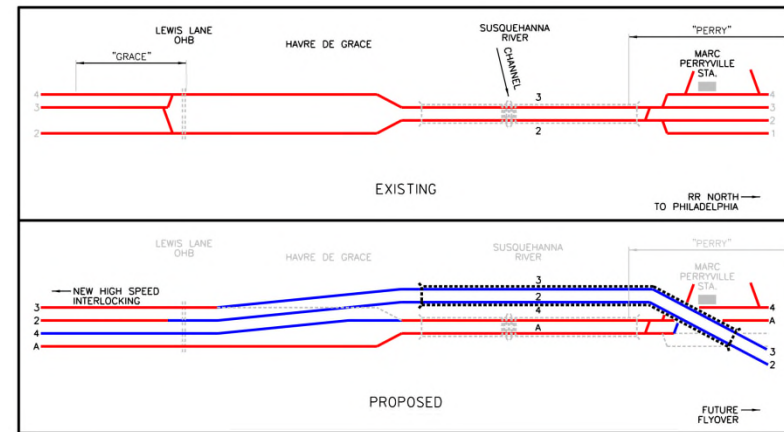 LEWIS LANE
OHB
"GRACE"
HAVRE DE GRACE
SUSQUEHANNA
RIVER
CHANNEL
"PERRY"
MARC
PERRYVILLE
STA.
4
3
2
3
2
4
3
2
1
EXISTING
RR NORTH
TO PHILADELPHIA
LEWIS LANE
OHB
HAVRE DE GRACE
SUSQUEHANNA
RIVER
"PERRY"
MARC
PERRYVILLE
STA.
NEW HIGH SPEED
INTERLOCKING
3
2
4
A
3
2
4
A
4
A
3
2
PROPOSED
FUTURE
FLYOVER